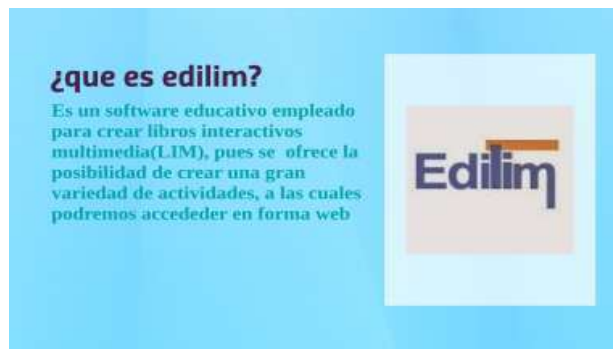 ¿que es edilim?
Es un software educativo empleado
para crear libros interactivos
multimedia(LIM), pues se ofrece la
posibilidad de crear una gran
variedad de actividades, a las cuales
podremos accededer en forma web
Edilim